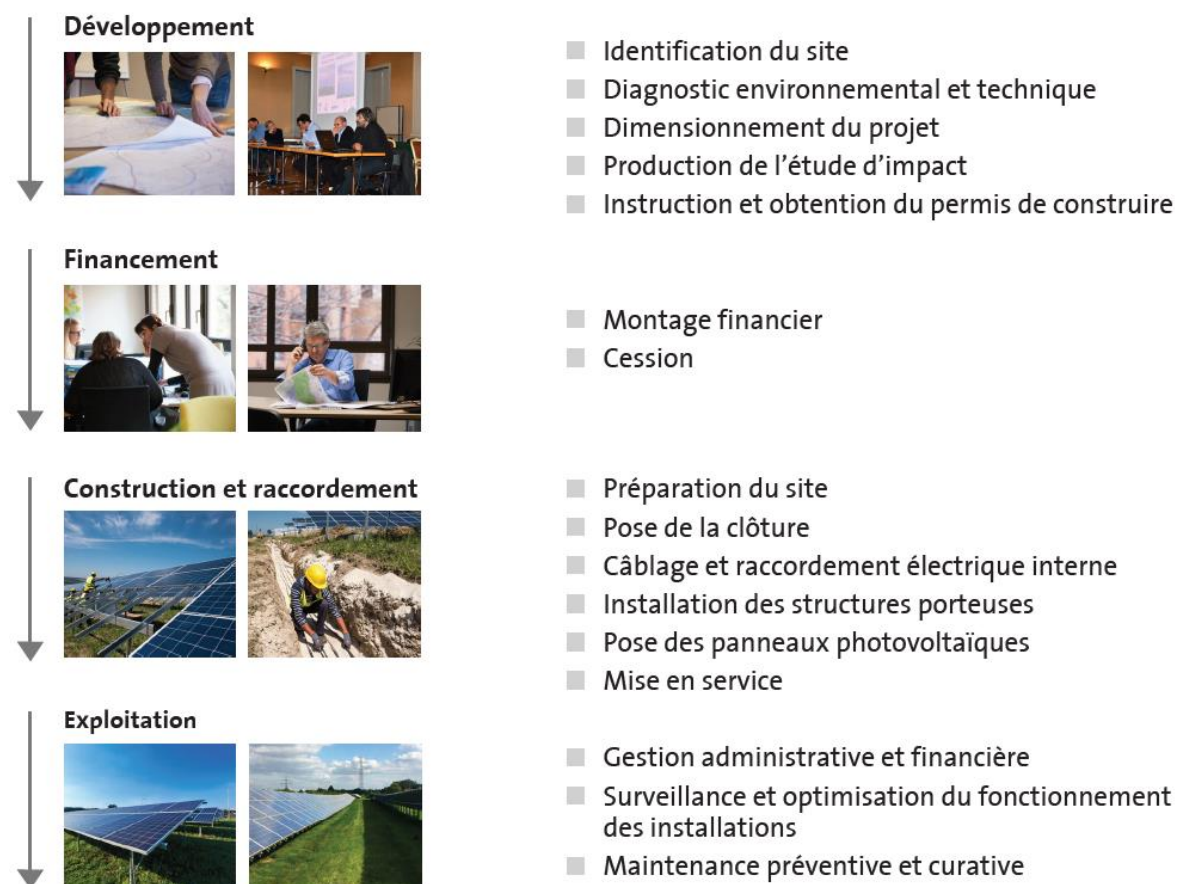 Développement
Identification du site
Diagnostic environnemental et technique
Dimensionnement du projet
Production de l’étude d’impact
Instruction et obtention du permis de construire
Financement
Montage financier
Cession
Construction et raccordement
Préparation du site
Pose de la clôture
Câblage et raccordement électrique interne
Installation des structures porteuses
Pose des panneaux photovoltaïques
Mise en service
Exploitation
Gestion administrative et financière
Surveillance et optimisation du fonctionnement
des installations
Maintenance préventive et curative